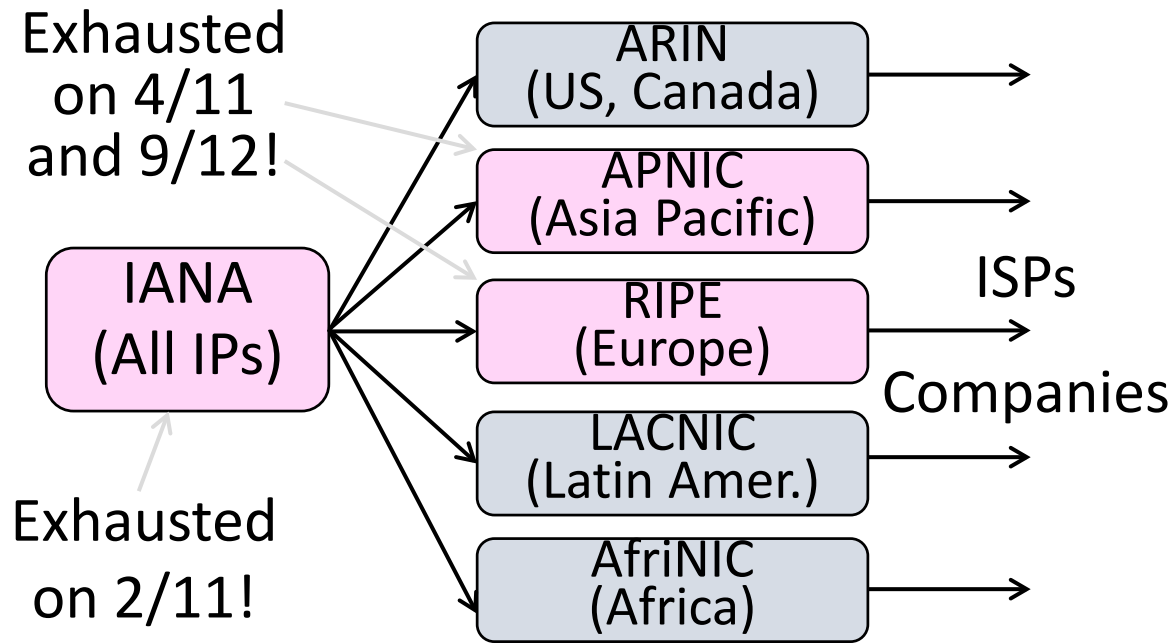 Exhausted
on 4/11
and 9/12!
IANA
(All IPs)
Exhausted
on 2/11!
ARIN
(US, Canada)
APNIC
(Asia Pacific)
RIPE
(Europe)
LACNIC
(Latin Amer.)
AfriNIC
(Africa)
ISPs
Companies